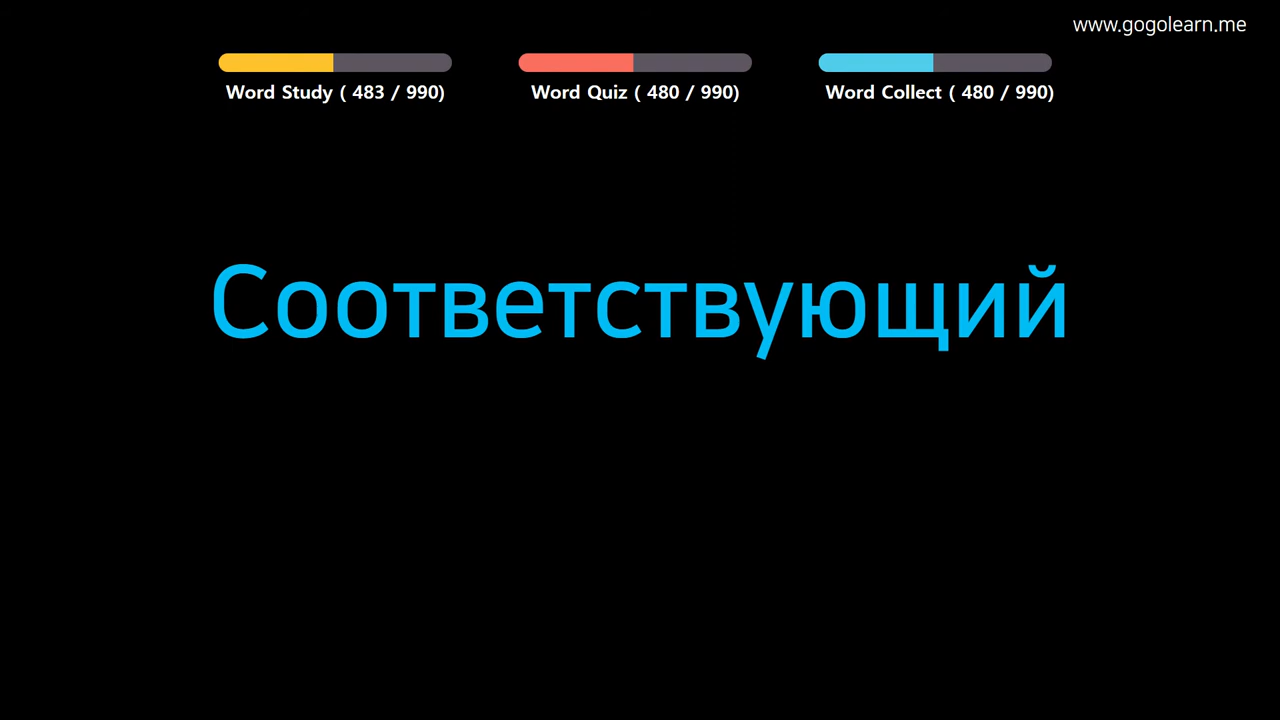 www.gogolearn.me
Word Study ( 483 / 990)
Word Quiz ( 480 / 990)
Word Collect ( 480 / 990)
Соответствующий